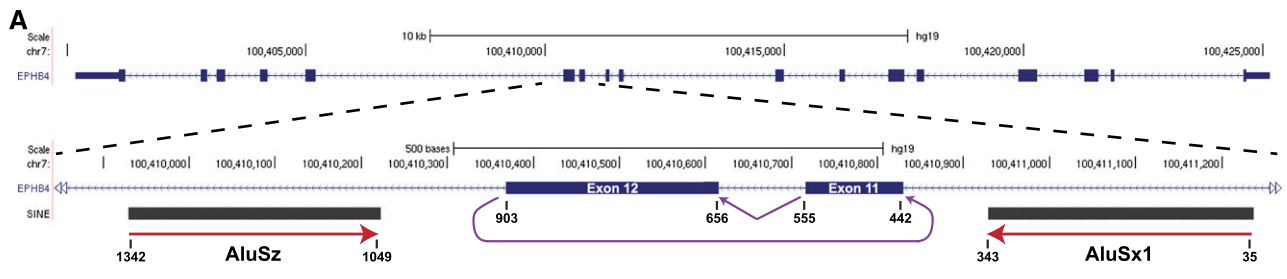 A
Scale 10 kb hg19
chr7: 100,405,000 100,410,000 100,415,000 100,420,000 100,425,000
EPHB4
Scale 500 bases hg19
chr7: 100,410,000 100,410,100 100,410,200 100,410,300 100,410,400 100,410,500 100,410,600 100,410,700 100,410,800 100,410,900 100,411,000 100,411,100 100,411,200
EPHB4 Exon 12 Exon 11
SINE 903 656 555 442
1342 AluSz 1049 343 AluSx1 35